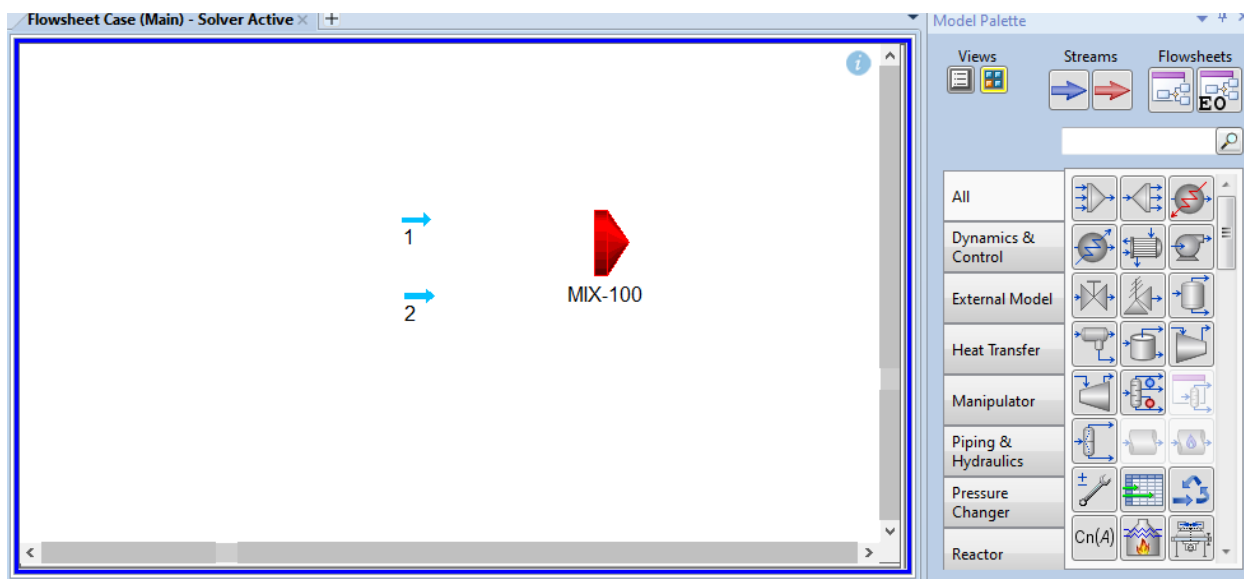 Flowsheet Case (Main) - Solver Active
Model Palette
Views
Streams
Flowsheets
EO
1
2
MIX-100
All
Dynamics &
Control
External Model
Heat Transfer
Manipulator
Piping &
Hydraulics
Pressure
Changer
Reactor
Cn(A)